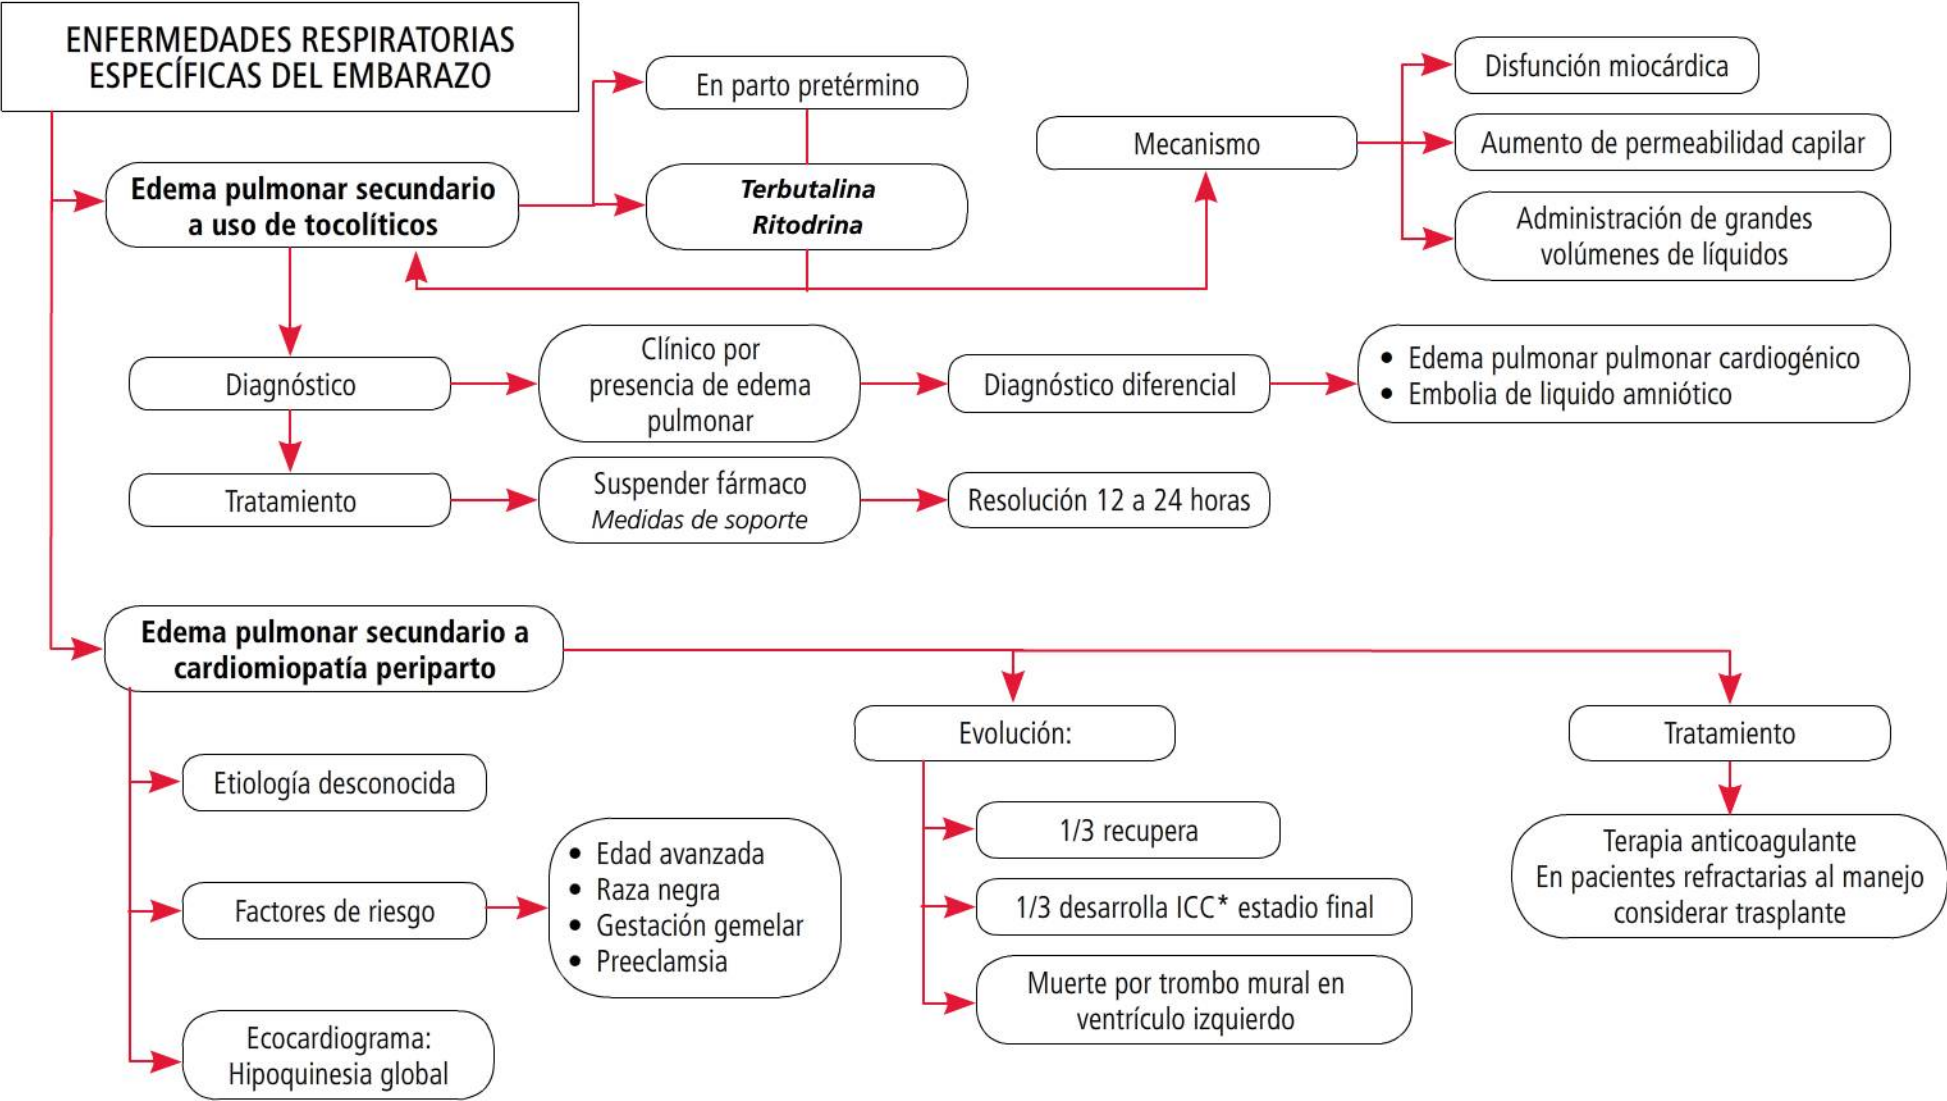 ENFERMEDADES RESPIRATORIAS
ESPECÍFICAS DEL EMBARAZO
Edema pulmonar secundario
a uso de tocolíticos
En parto pretérmino
Terbutalina
Ritodrina
Mecanismo
Disfunción miocárdica
Aumento de permeabilidad capilar
Administración de grandes
volúmenes de líquidos
Diagnóstico
Clínico por
presencia de edema
pulmonar
Diagnóstico diferencial
• Edema pulmonar pulmonar cardiogénico
• Embolia de liquido amniótico
Tratamiento
Suspender fármaco
Medidas de soporte
Resolución 12 a 24 horas
Edema pulmonar secundario a
cardiomiopatía periparto
Etiología desconocida
Factores de riesgo
• Edad avanzada
• Raza negra
• Gestación gemelar
• Preeclamsia
Ecocardiograma:
Hipoquinesia global
Evolución:
1/3 recupera
1/3 desarrolla ICC* estadio final
Muerte por trombo mural en
ventrículo izquierdo
Tratamiento
Terapia anticoagulante
En pacientes refractarias al manejo
considerar trasplante